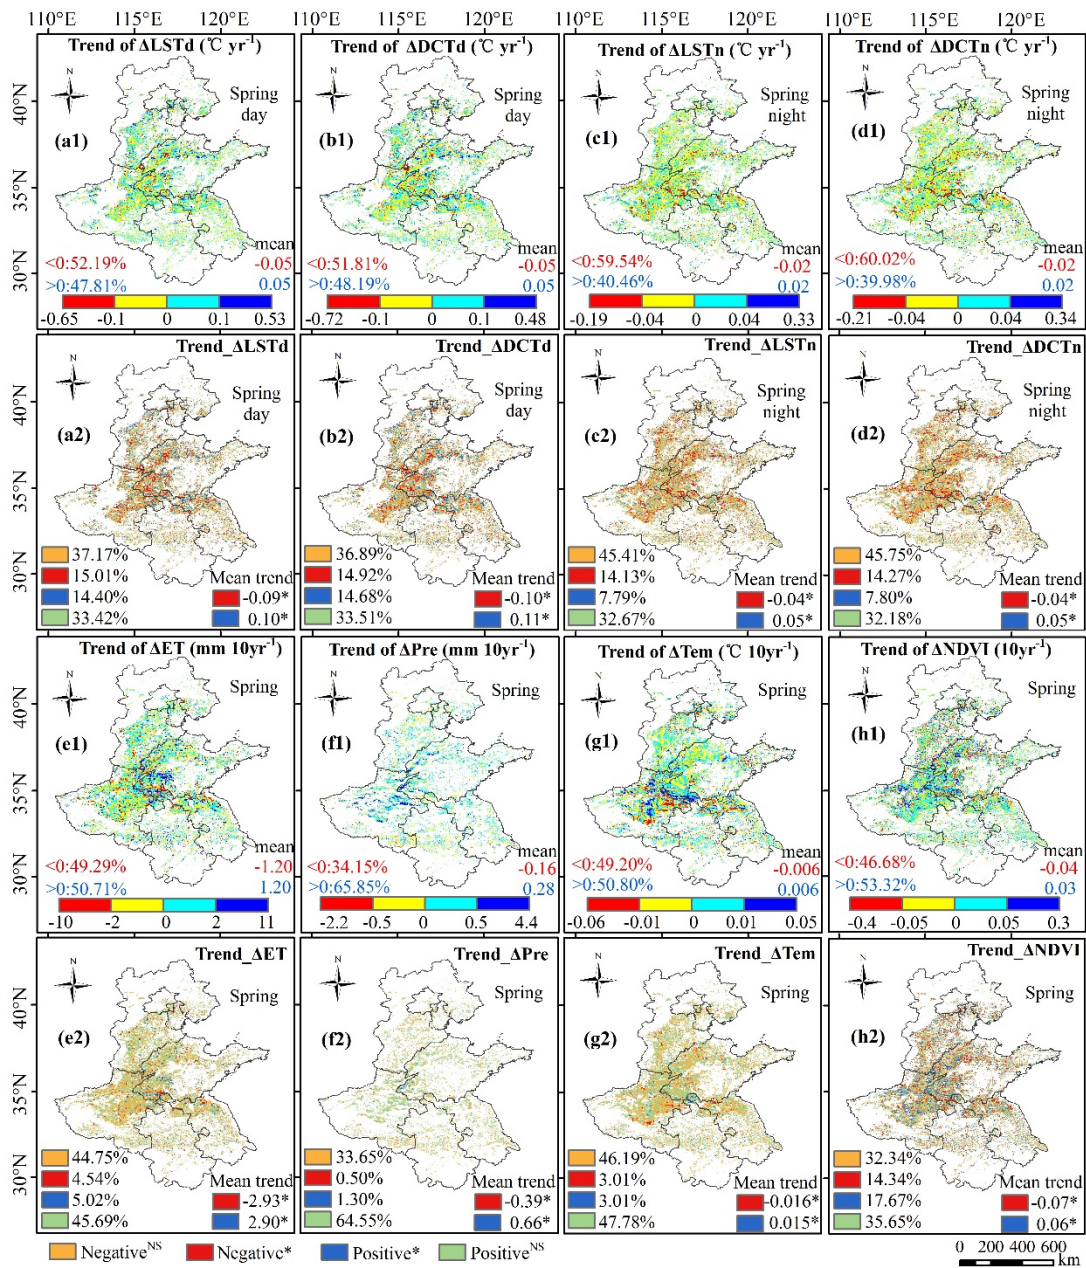 110°E 115°E 120°E 110°E 115°E 120°E 110°E 115°E 120°E 110°E 115°E 120°E
Trend of ΔLSTd (℃ yr-1)
N
Spring
day
40°N
(a1)
35°N
30°N
mean
<0:52.19% -0.05
>0:47.81% 0.05
-0.65 -0.1 0 0.1 0.53
Trend of ΔDCTd (℃ yr-1)
N
Spring
day
(b1)
mean
<0:51.81% -0.05
>0:48.19% 0.05
-0.72 -0.1 0 0.1 0.48
Trend of ΔLSTn (℃ yr-1)
N
Spring
night
(c1)
mean
<0:59.54% -0.02
>0:40.46% 0.02
-0.19 -0.04 0 0.04 0.33
Trend of ΔDCTn (℃ yr-1)
N
Spring
night
(d1)
mean
<0:60.02% -0.02
>0:39.98% 0.02
-0.21 -0.04 0 0.04 0.34
Trend_ΔLSTd
N
Spring
day
40°N
(a2)
35°N
30°N
37.17%
15.01%
14.40%
33.42%
Mean trend
-0.09*
0.10*
Trend_ΔDCTd
N
Spring
day
(b2)
36.89%
14.92%
14.68%
33.51%
Mean trend
-0.10*
0.11*
Trend_ΔLSTn
N
Spring
night
(c2)
45.41%
14.13%
7.79%
32.67%
Mean trend
-0.04*
0.05*
Trend_ΔDCTn
N
Spring
night
(d2)
45.75%
14.27%
7.80%
32.18%
Mean trend
-0.04*
0.05*
Trend of ΔET (mm 10yr-1)
N
Spring
40°N
(e1)
35°N
30°N
mean
<0:49.29% -1.20
>0:50.71% 1.20
-10 -2 0 2 11
Trend of ΔPre (mm 10yr-1)
N
Spring
(f1)
mean
<0:34.15% -0.16
>0:65.85% 0.28
-2.2 -0.5 0 0.5 4.4
Trend of ΔTem (℃ 10yr-1)
N
Spring
(g1)
mean
<0:49.20% -0.006
>0:50.80% 0.006
-0.06 -0.01 0 0.01 0.05
Trend of ΔNDVI (10yr-1)
N
Spring
(h1)
mean
<0:46.68% -0.04
>0:53.32% 0.03
-0.4 -0.05 0 0.05 0.3
Trend_ΔET
N
Spring
40°N
(e2)
35°N
30°N
44.75%
4.54%
5.02%
45.69%
Mean trend
-2.93*
2.90*
Trend_ΔPre
N
Spring
(f2)
33.65%
0.50%
1.30%
64.55%
Mean trend
-0.39*
0.66*
Trend_ΔTem
N
Spring
(g2)
46.19%
3.01%
3.01%
47.78%
Mean trend
-0.016*
0.015*
Trend_ΔNDVI
N
Spring
(h2)
32.34%
14.34%
17.67%
35.65%
Mean trend
-0.07*
0.06*
NegativeNS Negative* Positive* PositiveNS
0 200 400 600
km